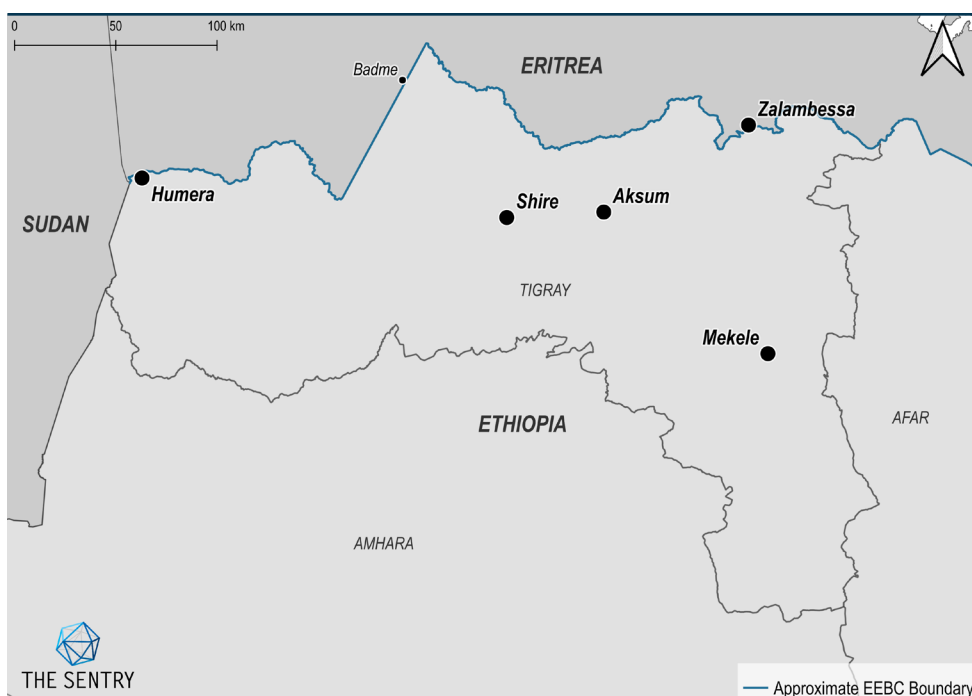 0 50 100 km
Badme
ERITREA
Zalambessa
Humera
Shire
Aksum
SUDAN
TIGRAY
Mekele
ETHIOPIA
AFAR
AMHARA
THE SENTRY
Approximate EEBC Boundary